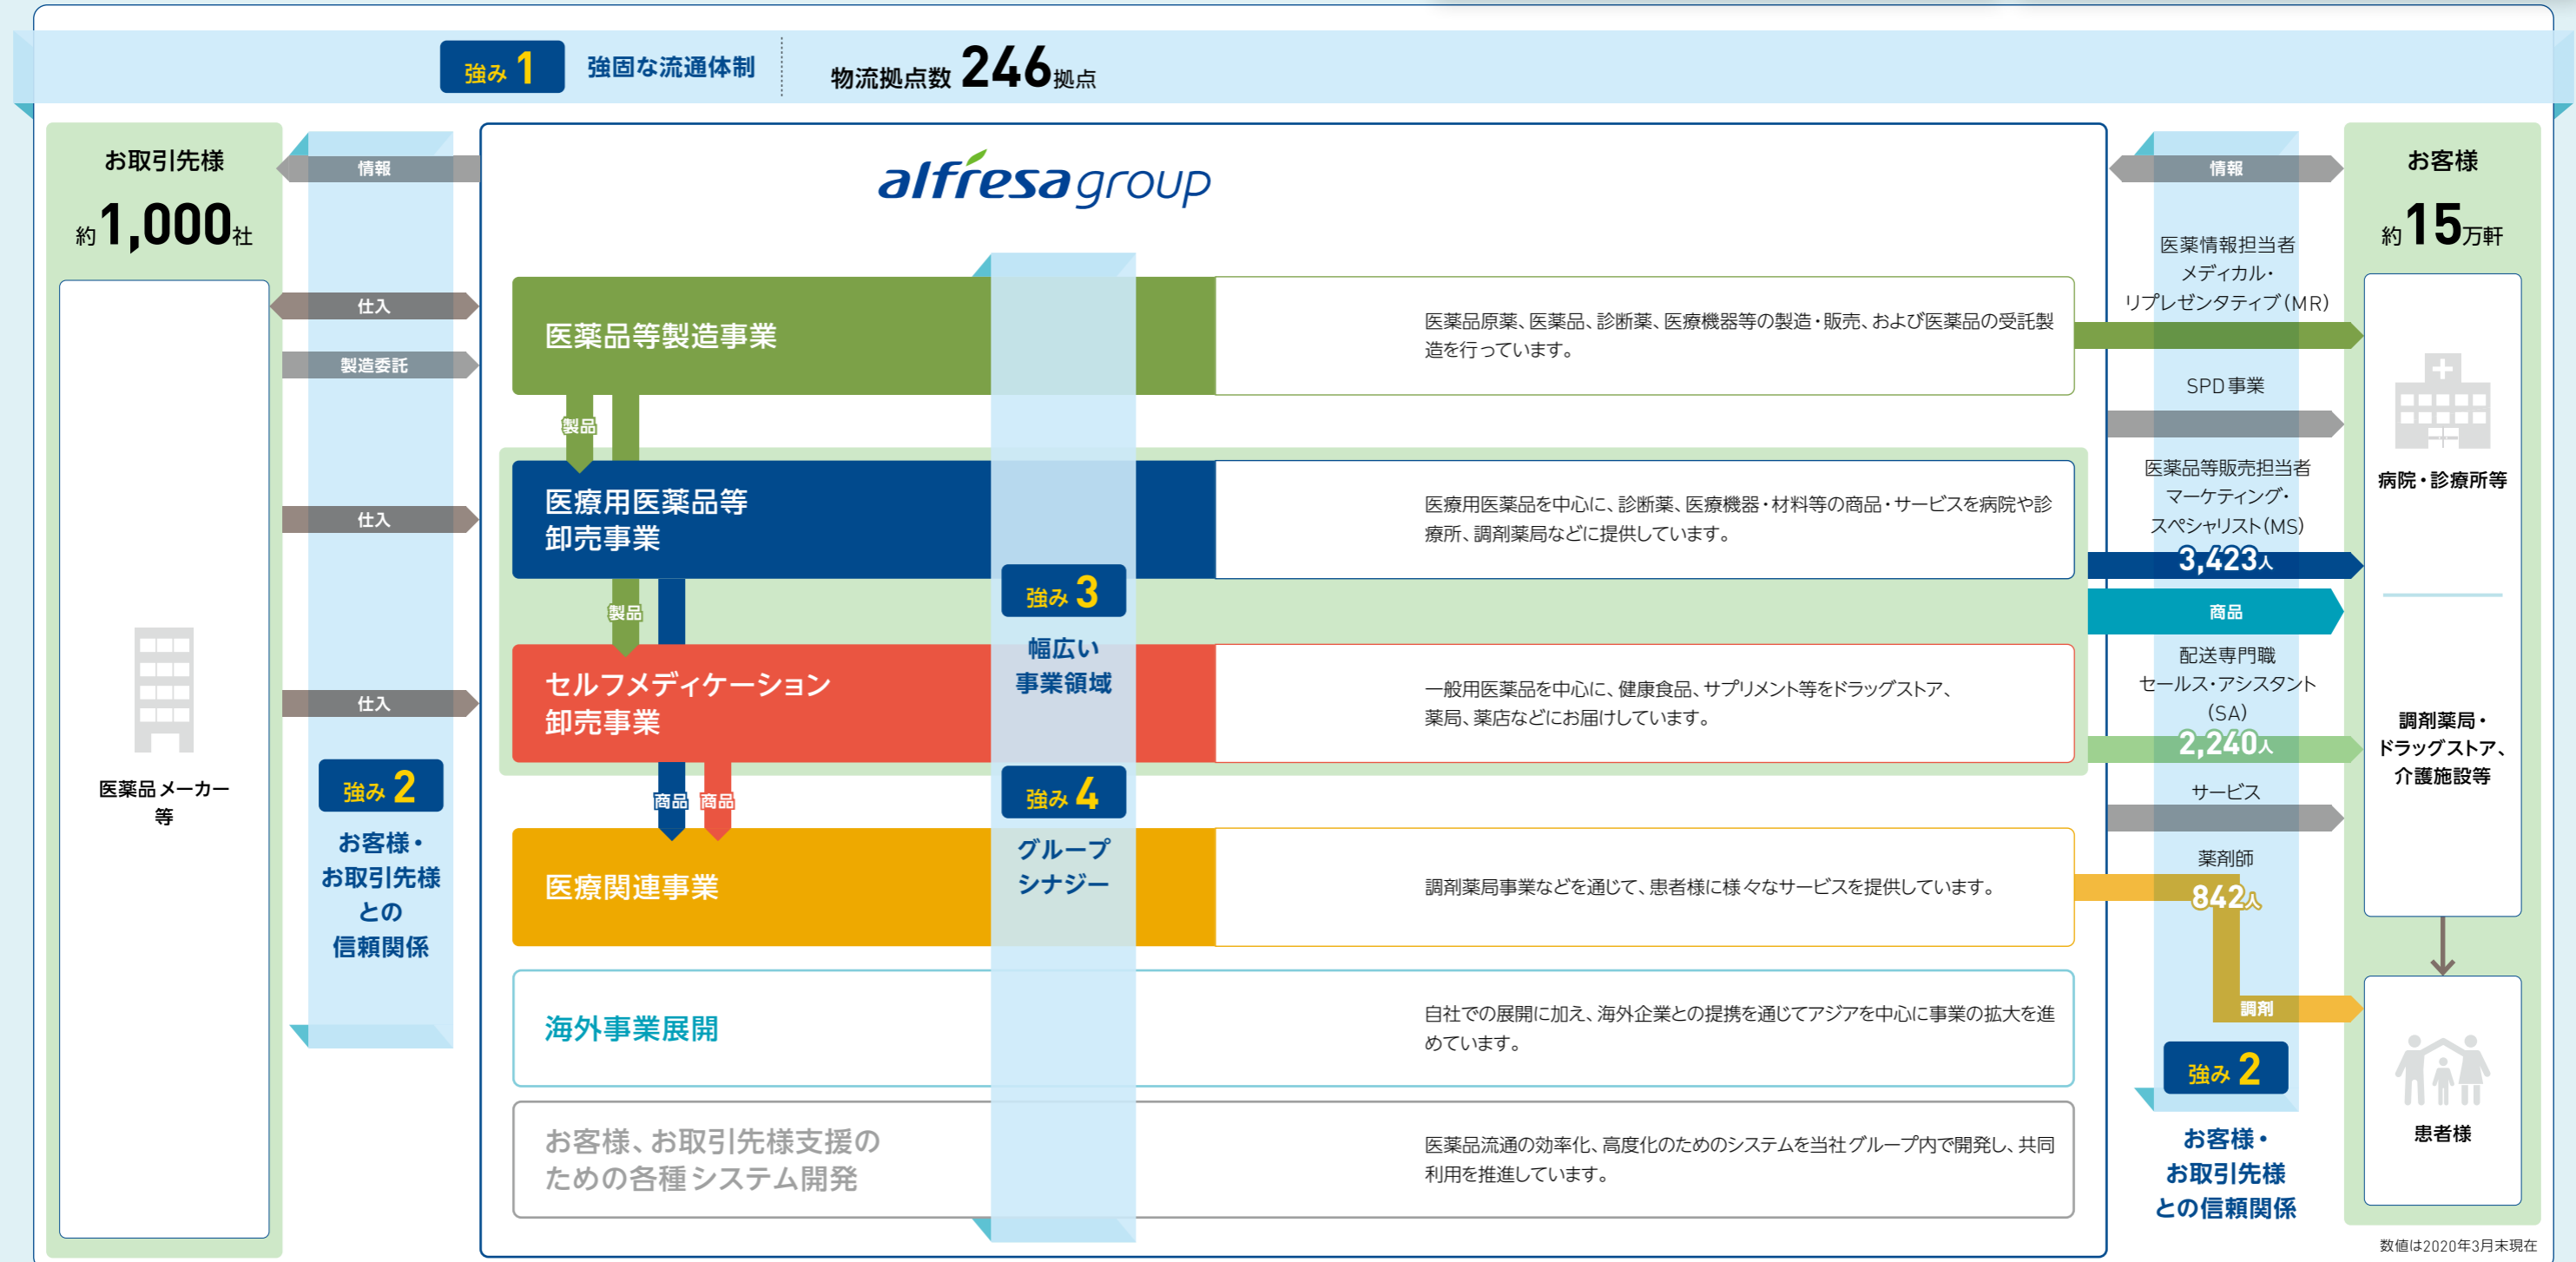 強み 1 強固な流通体制 物流拠点数 246拠点
お取引先様
約1,000社
医薬品メーカー
等
情報
仕入
製造委託
仕入
仕入
強み 2
お客様・
お取引先様
との
信頼関係
alfresa group
医薬品等製造事業
医薬品原薬、医薬品、診断薬、医療機器等の製造・販売、および医薬品の受託製
造を行っています。
製品
医療用医薬品等
卸売事業
医療用医薬品を中心に、診断薬、医療機器・材料等の商品・サービスを病院や診
療所、調剤薬局などに提供しています。
製品
強み 3
幅広い
事業領域
セルフメディケーション
卸売事業
一般用医薬品を中心に、健康食品、サプリメント等をドラッグストア、
薬局、薬店などにお届けしています。
商品 商品
強み 4
グループ
シナジー
医療関連事業
調剤薬局事業などを通じて、患者様に様々なサービスを提供しています。
海外事業展開
自社での展開に加え、海外企業との提携を通じてアジアを中心に事業の拡大を進
めています。
お客様、お取引先様支援の
ための各種システム開発
医薬品流通の効率化、高度化のためのシステムを当社グループ内で開発し、共同
利用を推進しています。
情報
医薬情報担当者
メディカル・
リプレゼンタティブ(MR)
SPD事業
医薬品等販売担当者
マーケティング・
スペシャリスト(MS)
3,423人
商品
配送専門職
セールス・アシスタント
(SA)
2,240人
サービス
薬剤師
842人
調剤
強み 2
お客様・
お取引先様
との信頼関係
お客様
約15万軒
病院・診療所等
調剤薬局・
ドラッグストア、
介護施設等
患者様
数値は2020年3月末現在